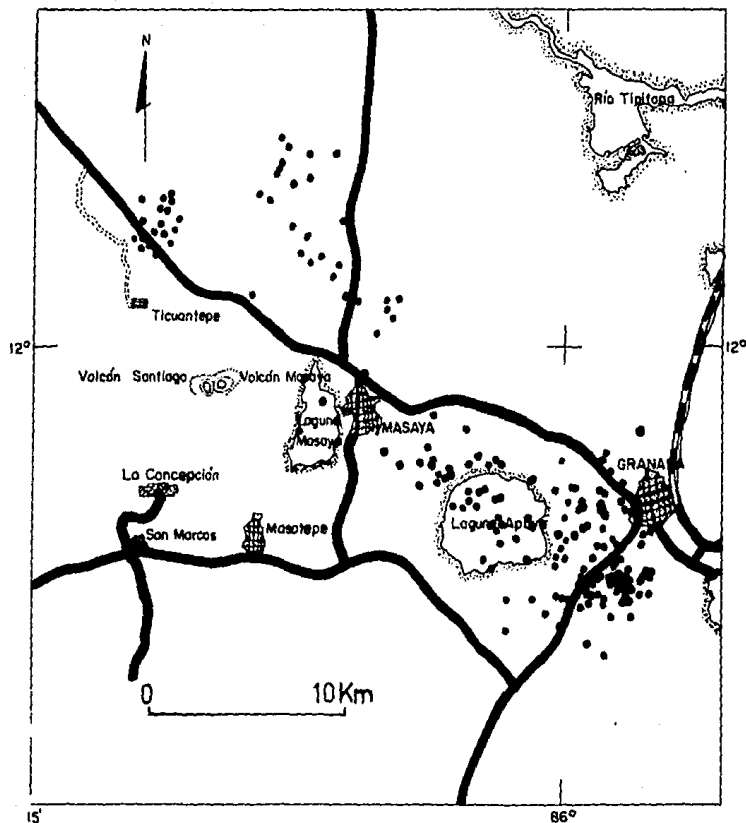 N
Río Tipitapa
Ticuantepe
12°
12°
Volcán Santiago
Volcán Masaya
Laguna
Masaya
MASAYA
GRANADA
La Concepción
San Marcos
Masatepe
Laguna Apoyo
0 10Km
15'
86°